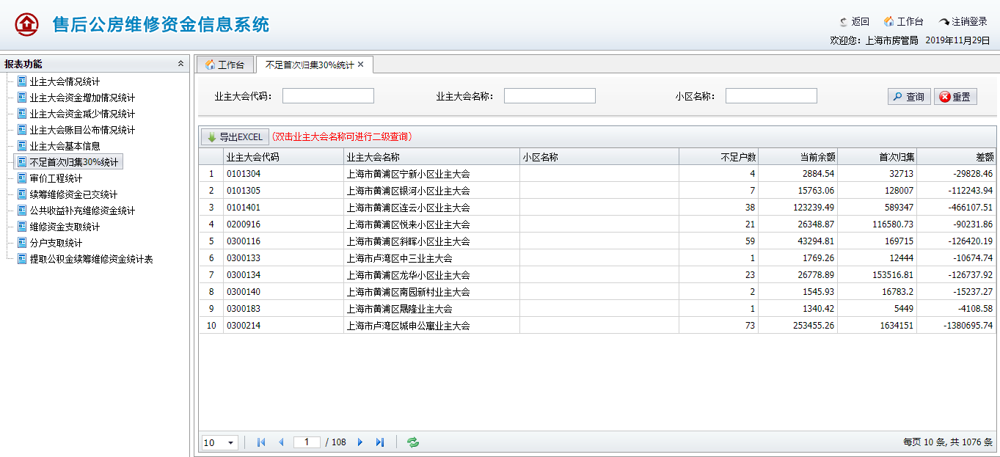 售后公房维修资金信息系统
返回 工作台 注销登录
欢迎您：上海市房管局 2019年11月29日
报表功能
业主大会情况统计
业主大会资金增加情况统计
业主大会资金减少情况统计
业主大会账目公布情况统计
业主大会基本信息
不足首次归集30%统计
审价工程统计
续筹维修资金已交统计
公共收益补充维修资金统计
维修资金支取统计
分户支取统计
提取公积金续筹维修资金统计表
工作台 不足首次归集30%统计 ×
业主大会代码： 业主大会名称： 小区名称： 查询 重置
导出EXCEL (双击业主大会名称可进行二级查询)
业主大会代码 业主大会名称 小区名称 不足户数 当前余额 首次归集 差额
1 0101304 上海市黄浦区宁新小区业主大会 4 2884.54 32713 -29828.46
2 0101305 上海市黄浦区银河小区业主大会 7 15763.06 128007 -112243.94
3 0101401 上海市黄浦区连云小区业主大会 38 123239.49 589347 -466107.51
4 0200916 上海市黄浦区悦来小区业主大会 21 26348.87 116580.73 -90231.86
5 0300116 上海市黄浦区斜晖小区业主大会 59 43294.81 169715 -126420.19
6 0300133 上海市卢湾区中三业主大会 1 1769.26 12444 -10674.74
7 0300134 上海市黄浦区龙华小区业主大会 23 26778.89 153516.81 -126737.92
8 0300140 上海市黄浦区南园新村业主大会 2 1545.93 16783.2 -15237.27
9 0300183 上海市黄浦区晟隆业主大会 1 1340.42 5449 -4108.58
10 0300214 上海市卢湾区城申公寓业主大会 73 253455.26 1634151 -1380695.74
10 1 / 108 每页 10 条, 共 1076 条